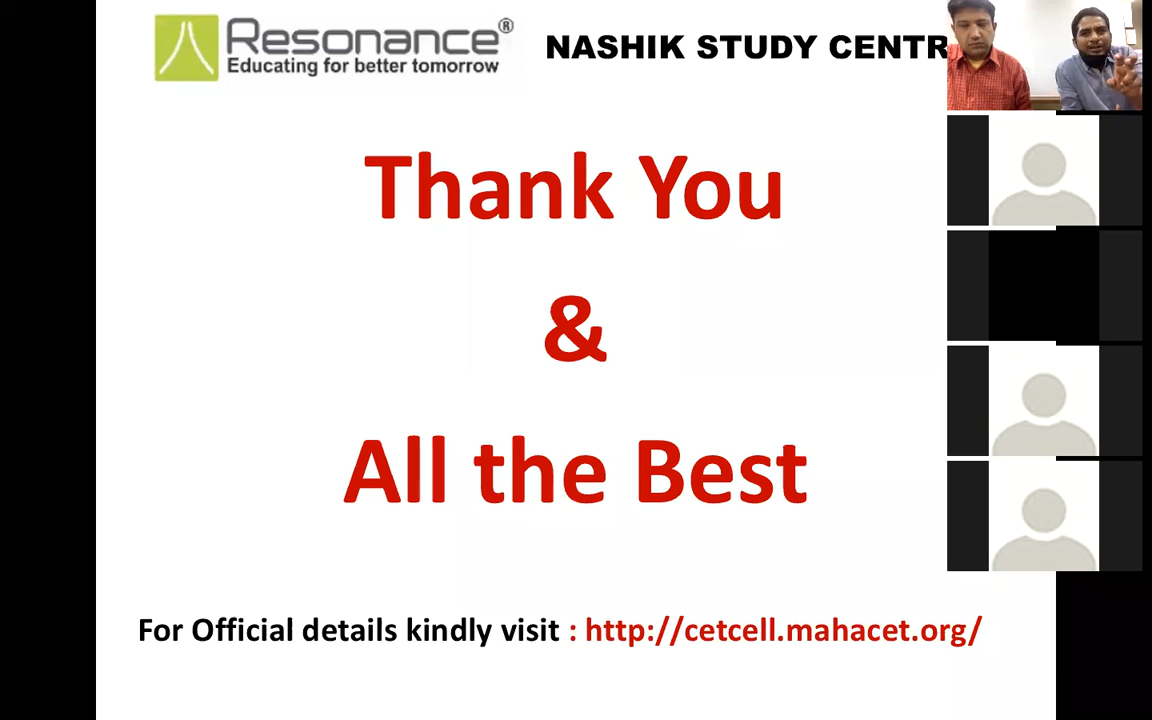 Resonance®
Educating for better tomorrow
NASHIK STUDY CENTR
Thank You
&
All the Best
For Official details kindly visit : http://cetcell.mahacet.org/